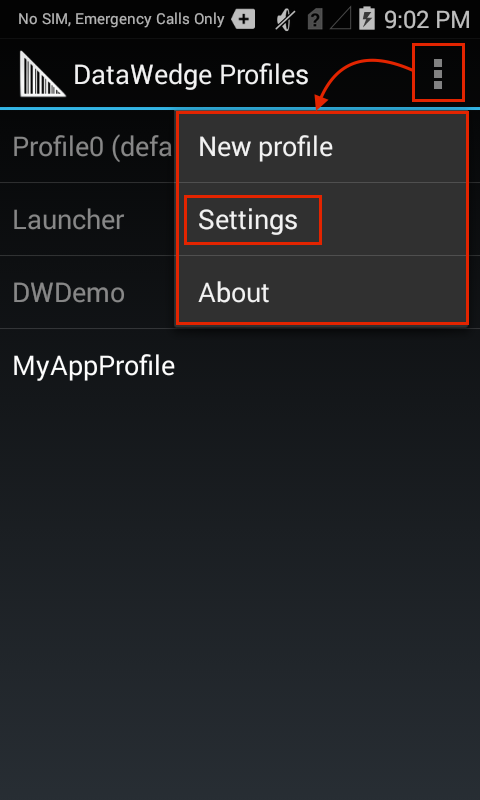 No SIM, Emergency Calls Only 9:02 PM
DataWedge Profiles
Profile0 (defa
New profile
Launcher
Settings
DWDemo
About
MyAppProfile